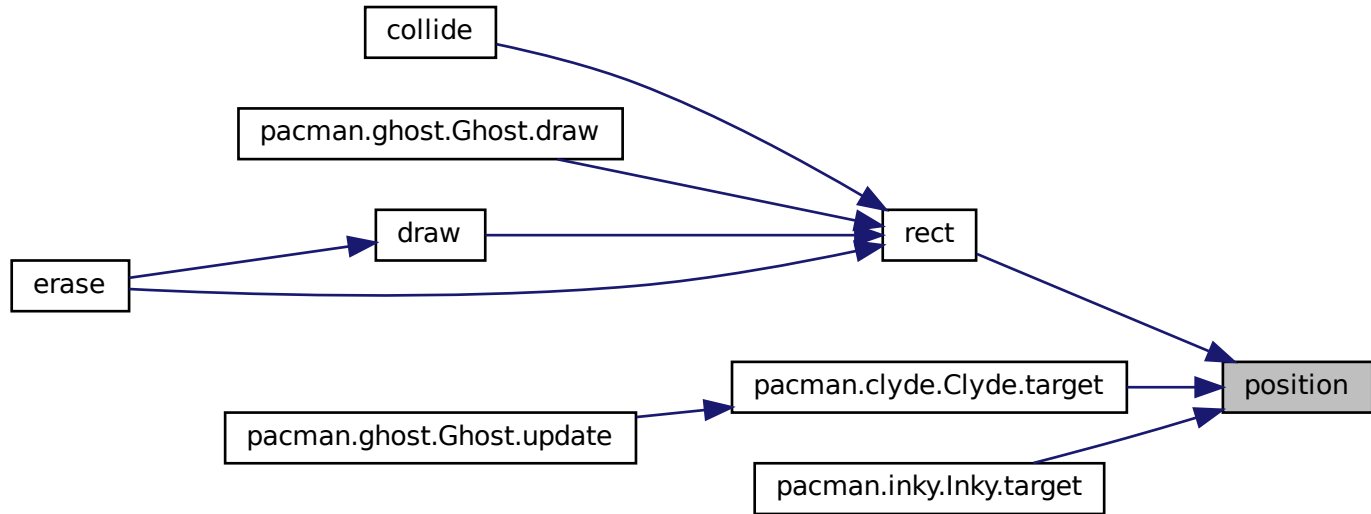 collide
pacman.ghost.Ghost.draw
draw
rect
erase
pacman.clyde.Clyde.target
position
pacman.ghost.Ghost.update
pacman.inky.Inky.target